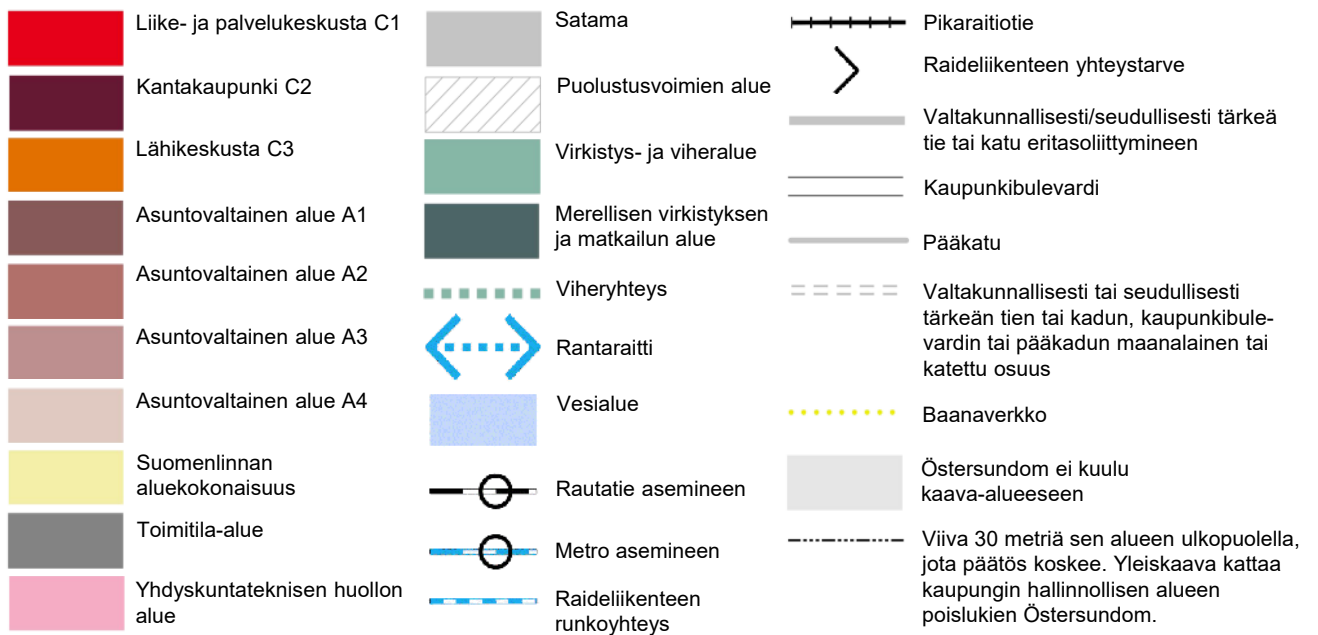 Liike- ja palvelukeskusta C1
Kantakaupunki C2
Lähikeskusta C3
Asuntovaltainen alue A1
Asuntovaltainen alue A2
Asuntovaltainen alue A3
Asuntovaltainen alue A4
Suomenlinnan
aluekokonaisuus
Toimitila-alue
Yhdyskuntateknisen huollon
alue
Satama
Puolustusvoimien alue
Virkistys- ja viheralue
Merellisen virkistyksen
ja matkailun alue
Viheryhteys
Rantaraitti
Vesialue
Rautatie asemineen
Metro asemineen
Raideliikenteen
runkoyhteys
Pikaraitiotie
Raideliikenteen yhteystarve
Valtakunnallisesti/seudullisesti tärkeä
tie tai katu eritasoliittymineen
Kaupunkibulevardi
Pääkatu
Valtakunnallisesti tai seudullisesti
tärkeän tien tai kadun, kaupunkibule-
vardin tai pääkadun maanalainen tai
katettu osuus
Baanaverkko
Östersundom ei kuulu
kaava-alueeseen
Viiva 30 metriä sen alueen ulkopuolella,
jota päätös koskee. Yleiskaava kattaa
kaupungin hallinnollisen alueen
poislukien Östersundom.